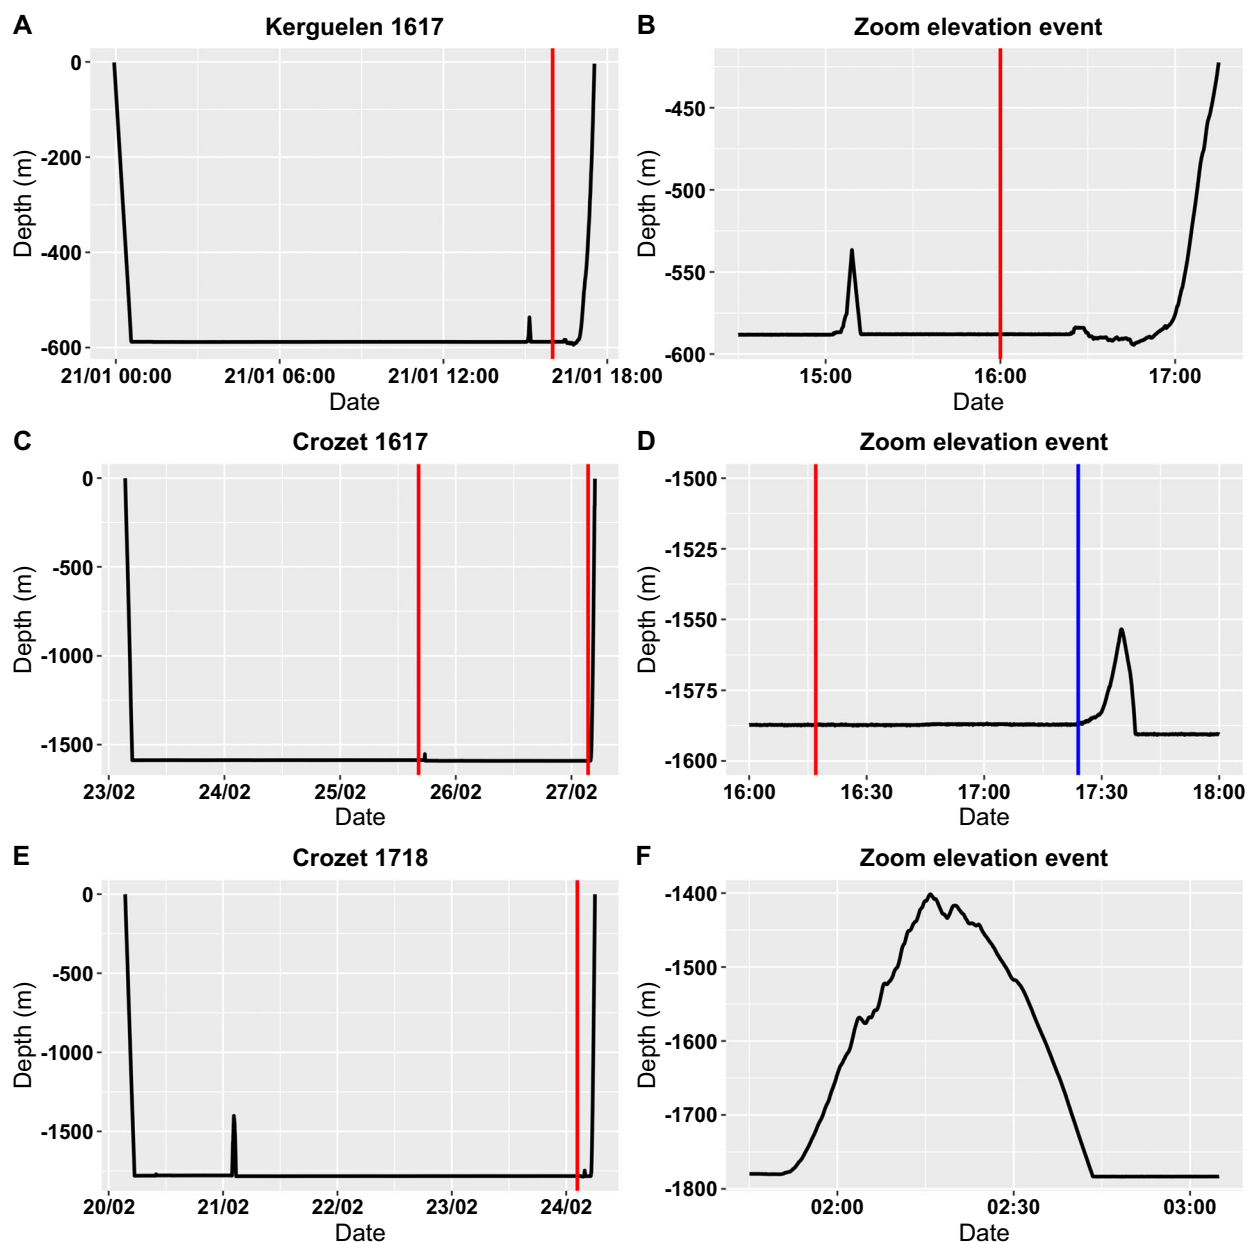 A
Kerguelen 1617
0
-200
-400
-600
Depth (m)
21/01 00:00 21/01 06:00 21/01 12:00 21/01 18:00
Date
B
Zoom elevation event
-450
-500
-550
-600
Depth (m)
15:00 16:00 17:00
Date
C
Crozet 1617
0
-500
-1000
-1500
Depth (m)
23/02 24/02 25/02 26/02 27/02
Date
D
Zoom elevation event
-1500
-1525
-1550
-1575
-1600
Depth (m)
16:00 16:30 17:00 17:30 18:00
Date
E
Crozet 1718
0
-500
-1000
-1500
Depth (m)
20/02 21/02 22/02 23/02 24/02
Date
F
Zoom elevation event
-1400
-1500
-1600
-1700
-1800
Depth (m)
02:00 02:30 03:00
Date